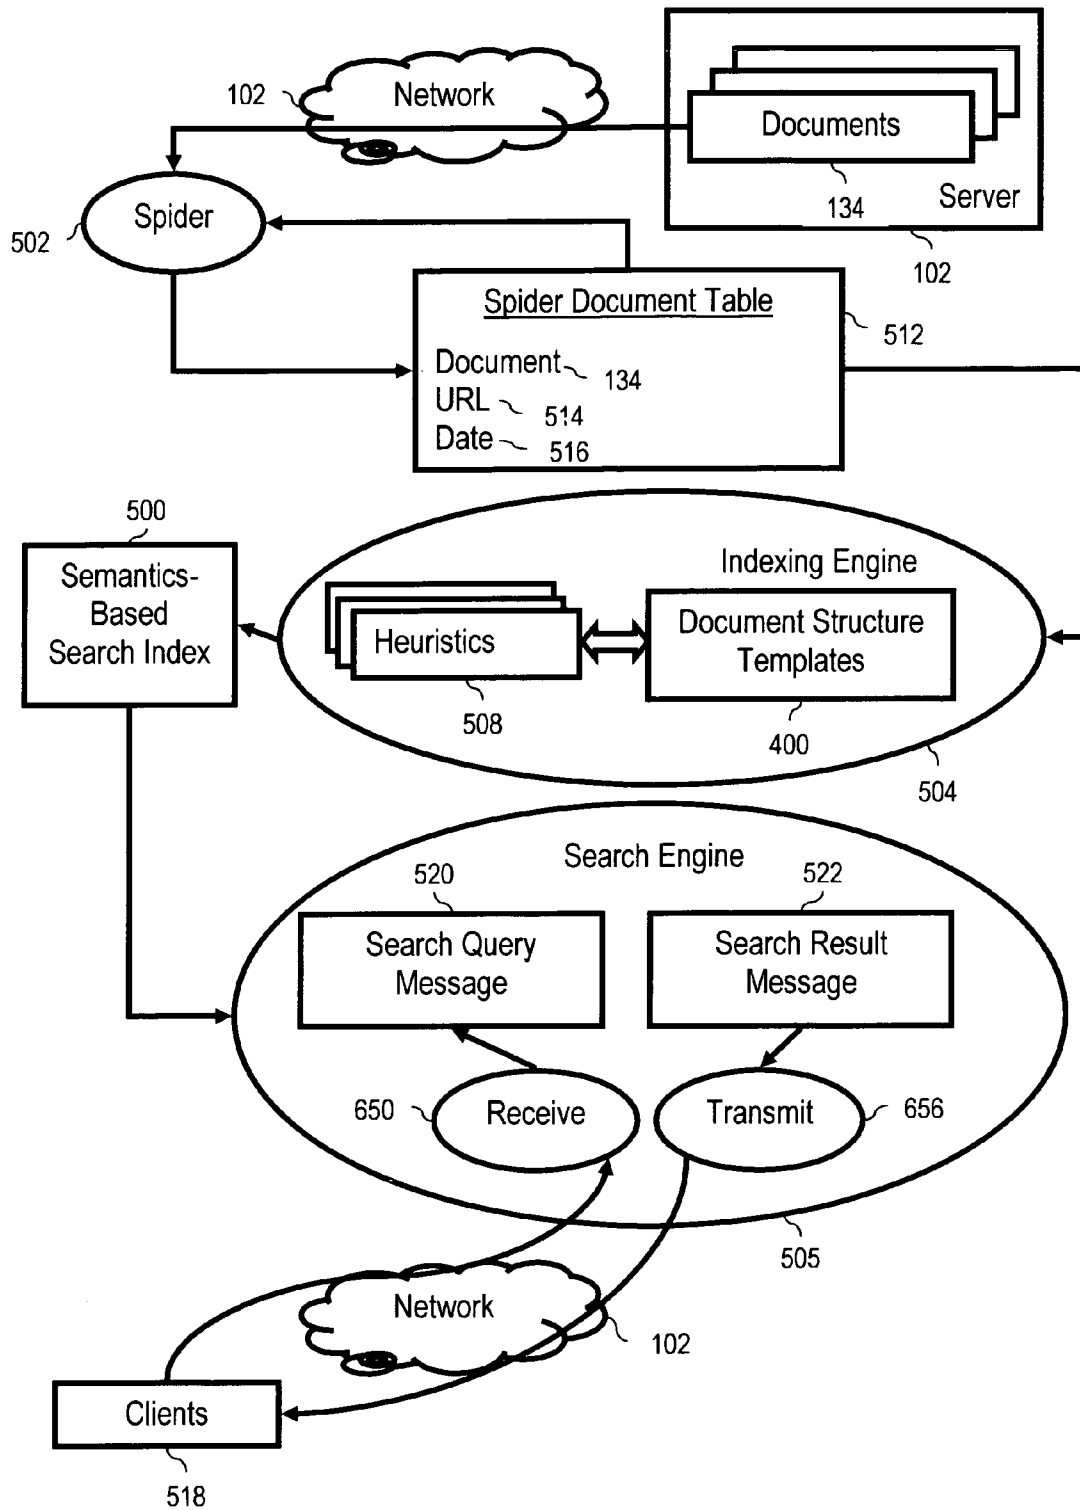 102
Network
Documents
134
Server
102
Spider
502
Spider Document Table
512
Document
134
URL
514
Date
516
500
Semantics-
Based
Search Index
Indexing Engine
Heuristics
508
Document Structure
Templates
400
504
Search Engine
520
Search Query
Message
522
Search Result
Message
650
Receive
Transmit
656
505
Network
102
Clients
518